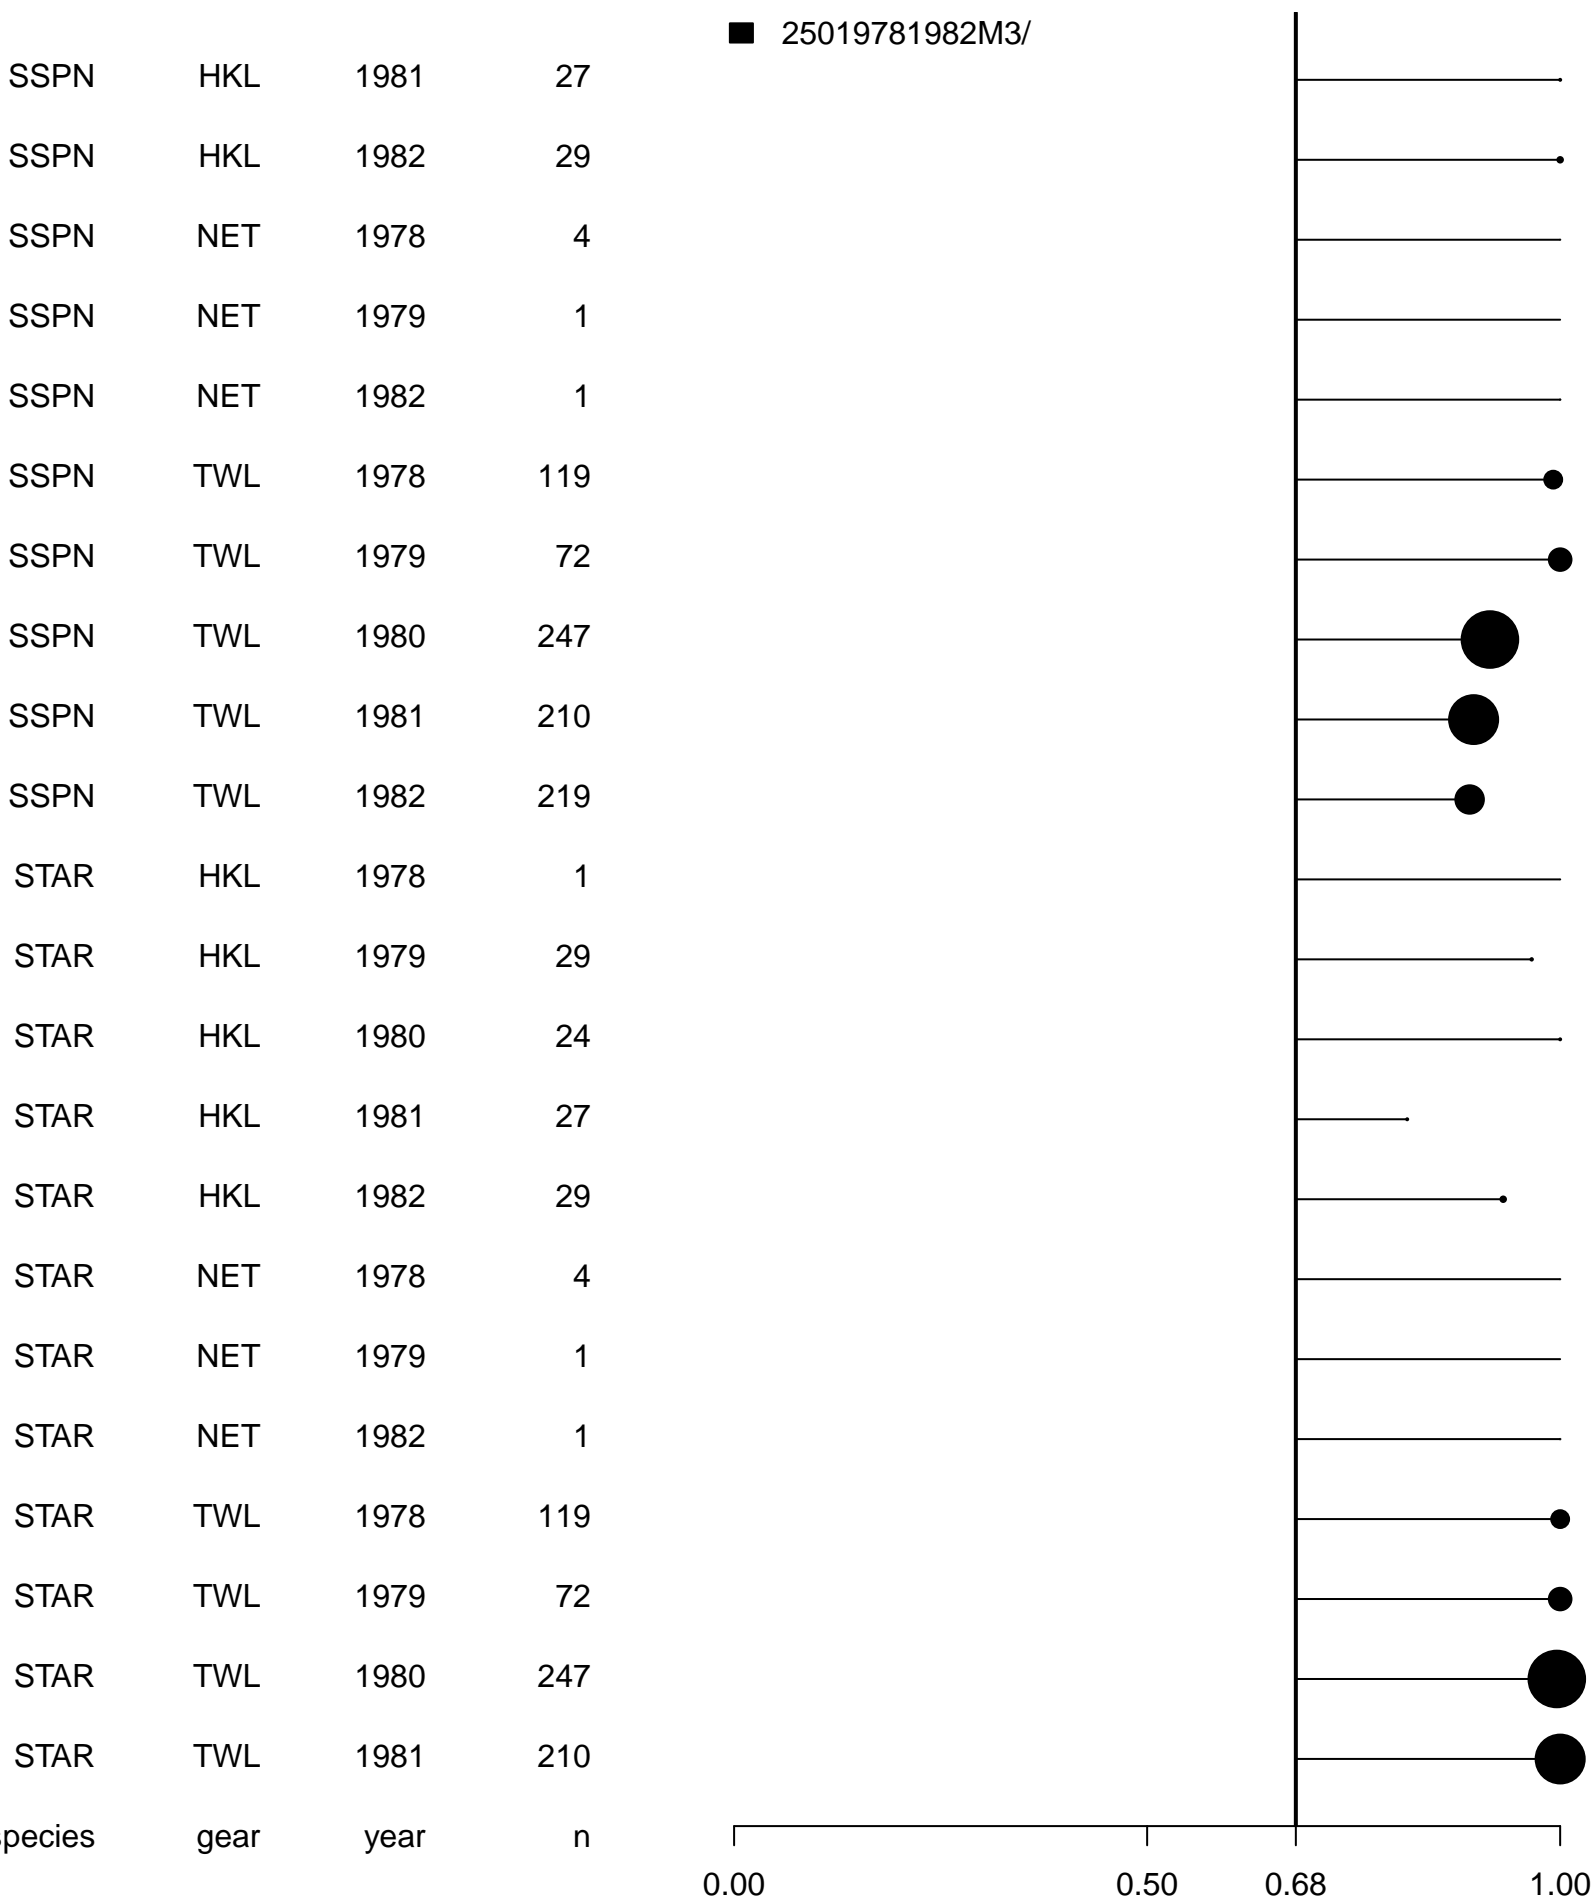 25019781982M3/
SSPN HKL 1981 27
SSPN HKL 1982 29
SSPN NET 1978 4
SSPN NET 1979 1
SSPN NET 1982 1
SSPN TWL 1978 119
SSPN TWL 1979 72
SSPN TWL 1980 247
SSPN TWL 1981 210
SSPN TWL 1982 219
STAR HKL 1978 1
STAR HKL 1979 29
STAR HKL 1980 24
STAR HKL 1981 27
STAR HKL 1982 29
STAR NET 1978 4
STAR NET 1979 1
STAR NET 1982 1
STAR TWL 1978 119
STAR TWL 1979 72
STAR TWL 1980 247
STAR TWL 1981 210
species gear year n
0.00 0.50 0.68 1.00